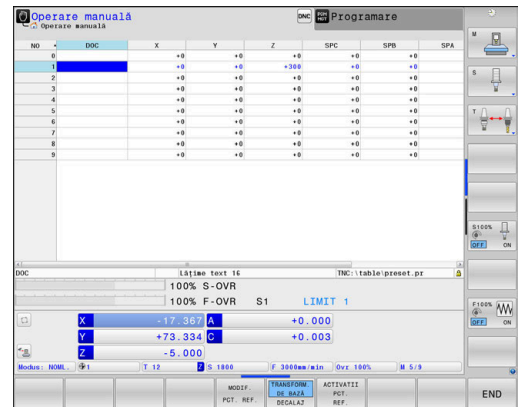 Operare manuală DNC Programare
Operare manuală
NO DOC X Y Z SPC SPB SPA
0 +0 +0 +0 +0 +0
1 +0 +0 +300 +0 +0
2 +0 +0 +0 +0 +0
3 +0 +0 +0 +0 +0
4 +0 +0 +0 +0 +0
5 +0 +0 +0 +0 +0
6 +0 +0 +0 +0 +0
7 +0 +0 +0 +0 +0
8 +0 +0 +0 +0 +0
9 +0 +0 +0 +0 +0
DOC Lăţime text 16 TNC:\table\preset.pr
100% S-OVR
100% F-OVR S1 LIMIT 1
X -17.367 A +0.000
Y +73.334 C +0.003
Z -5.000
Modus: NOML. 1 T 12 Z S 1800 F 3000mm/min Ovr 100% M 5/9
MODIF. PCT. REF.
TRANSFORM. DE BAZĂ DECALAJ
ACTIVAŢI PCT. REF.
END
M
S
T
S100%
OFF ON
F100%
OFF ON